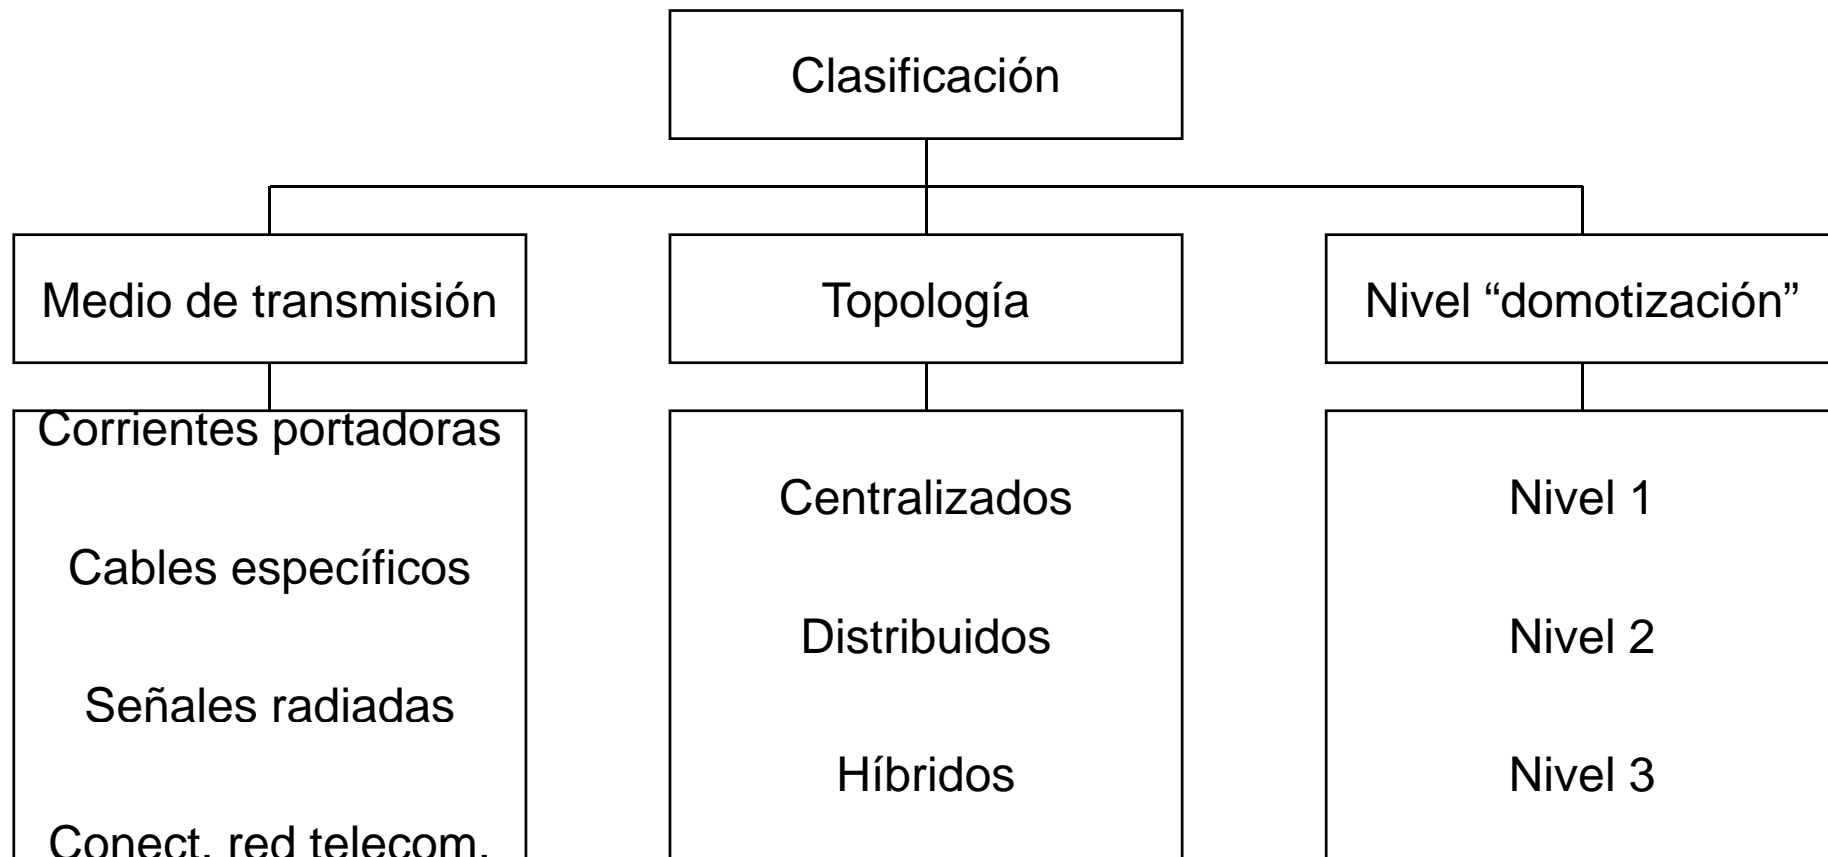 Clasificación
Medio de transmisión
Topología
Nivel “domotización”
Corrientes portadoras
Cables específicos
Señales radiadas
Conect. red telecom.
Centralizados
Distribuidos
Híbridos
Nivel 1
Nivel 2
Nivel 3